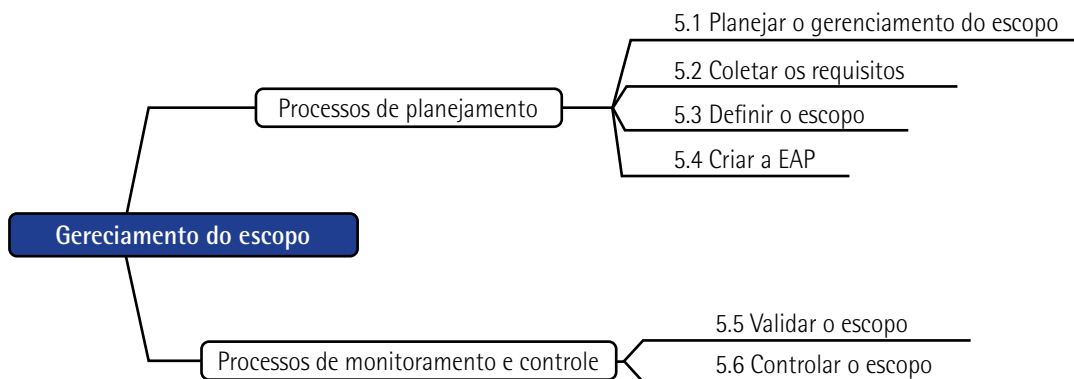 5.1 Planejar o gerenciamento do escopo
5.2 Coletar os requisitos
Processos de planejamento
5.3 Definir o escopo
5.4 Criar a EAP
Gereciamento do escopo
5.5 Validar o escopo
Processos de monitoramento e controle
5.6 Controlar o escopo